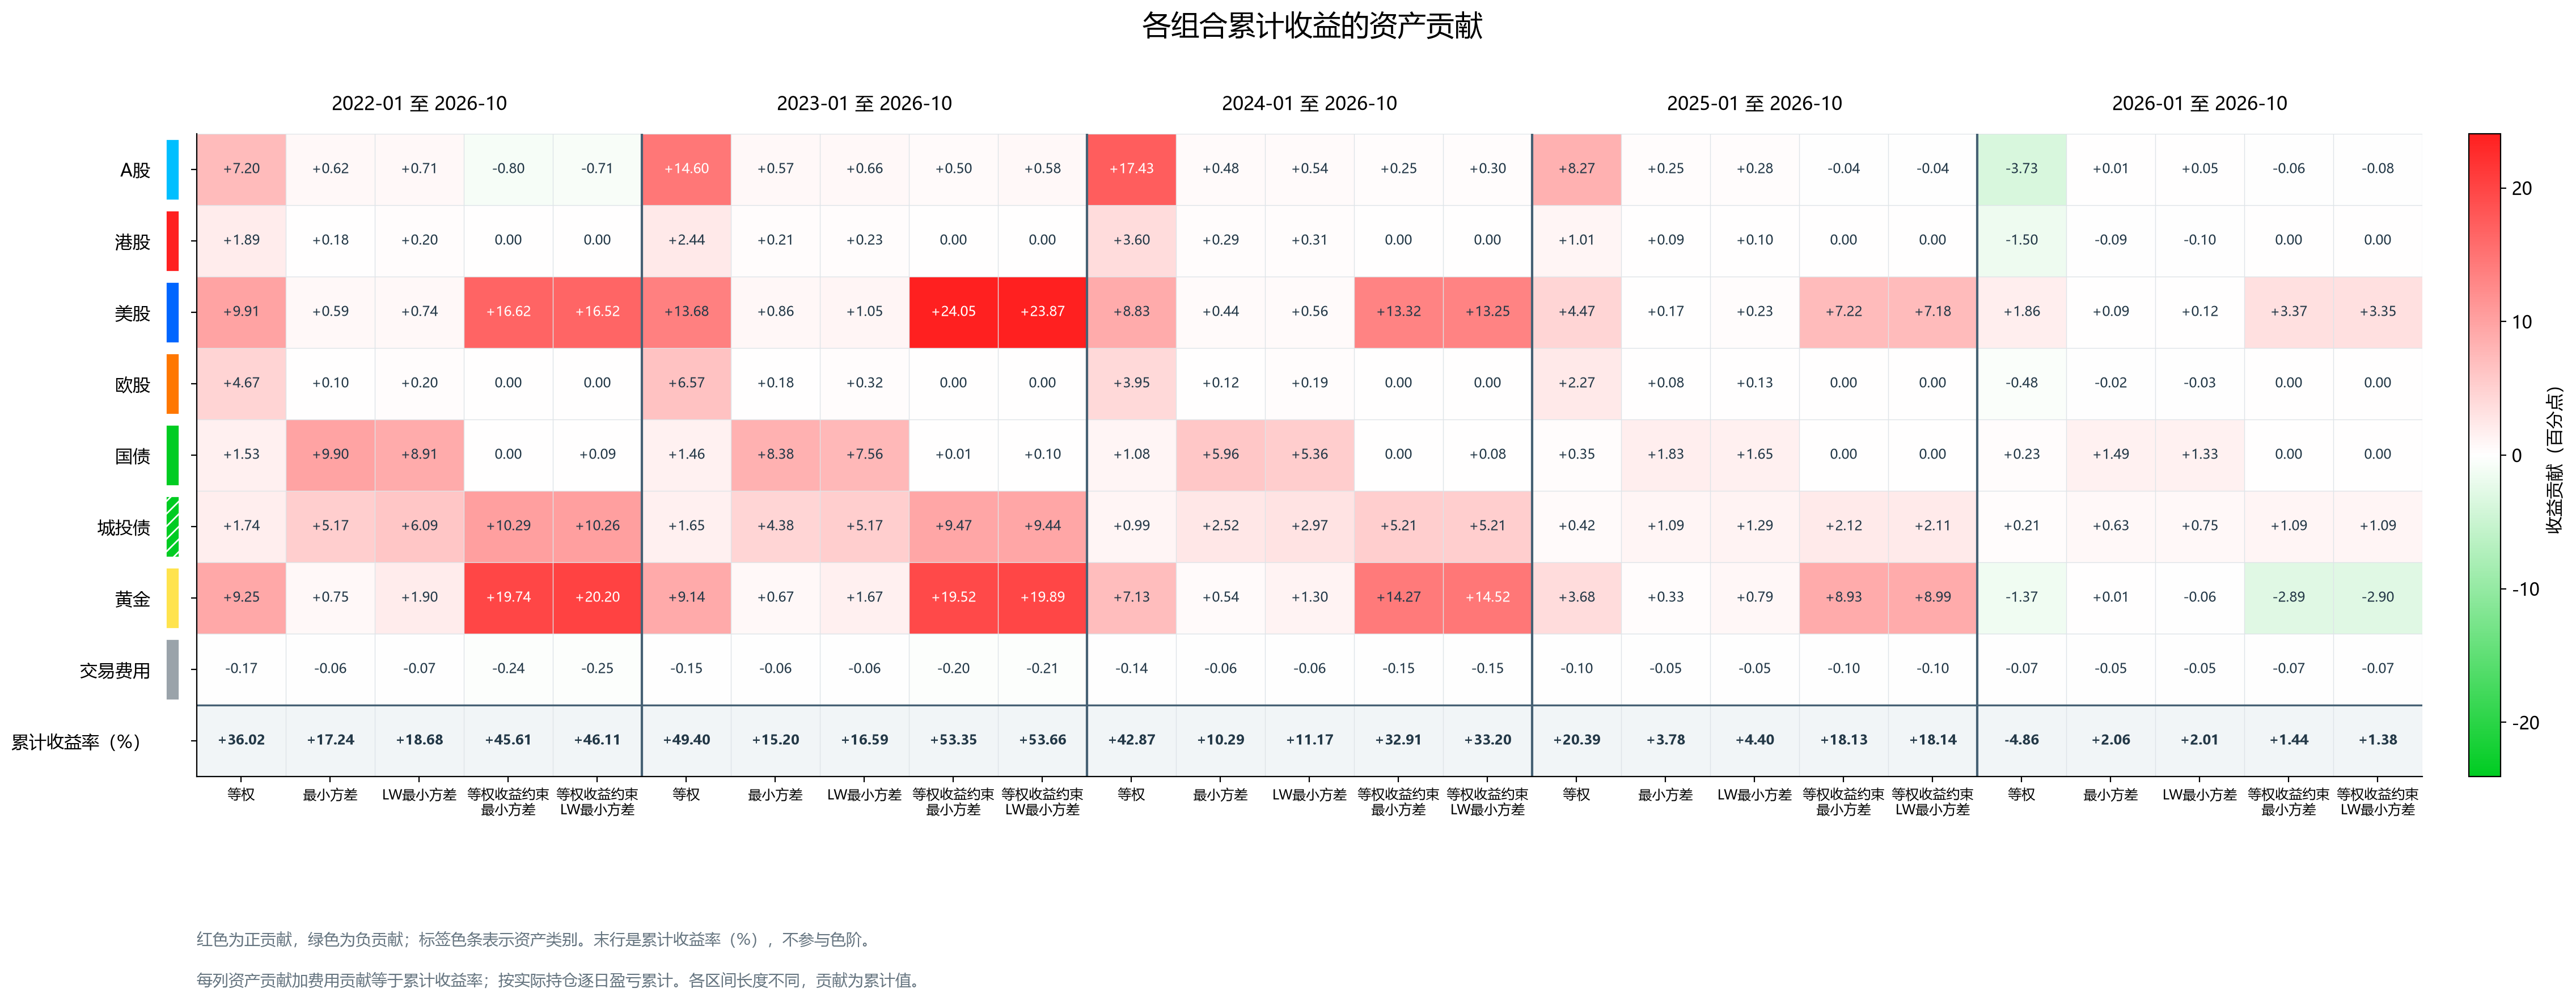 各组合累计收益的资产贡献
2022-01 至 2026-10 2023-01 至 2026-10 2024-01 至 2026-10 2025-01 至 2026-10 2026-01 至 2026-10
A股 +7.20 +0.62 +0.71 -0.80 -0.71 +14.60 +0.57 +0.66 +0.50 +0.58 +17.43 +0.48 +0.54 +0.25 +0.30 +8.27 +0.25 +0.28 -0.04 -0.04 -3.73 +0.01 +0.05 -0.06 -0.08
港股 +1.89 +0.18 +0.20 0.00 0.00 +2.44 +0.21 +0.23 0.00 0.00 +3.60 +0.29 +0.31 0.00 0.00 +1.01 +0.09 +0.10 0.00 0.00 -1.50 -0.09 -0.10 0.00 0.00
美股 +9.91 +0.59 +0.74 +16.62 +16.52 +13.68 +0.86 +1.05 +24.05 +23.87 +8.83 +0.44 +0.56 +13.32 +13.25 +4.47 +0.17 +0.23 +7.22 +7.18 +1.86 +0.09 +0.12 +3.37 +3.35
欧股 +4.67 +0.10 +0.20 0.00 0.00 +6.57 +0.18 +0.32 0.00 0.00 +3.95 +0.12 +0.19 0.00 0.00 +2.27 +0.08 +0.13 0.00 0.00 -0.48 -0.02 -0.03 0.00 0.00
国债 +1.53 +9.90 +8.91 0.00 +0.09 +1.46 +8.38 +7.56 +0.01 +0.10 +1.08 +5.96 +5.36 0.00 +0.08 +0.35 +1.83 +1.65 0.00 0.00 +0.23 +1.49 +1.33 0.00 0.00
城投债 +1.74 +5.17 +6.09 +10.29 +10.26 +1.65 +4.38 +5.17 +9.47 +9.44 +0.99 +2.52 +2.97 +5.21 +5.21 +0.42 +1.09 +1.29 +2.12 +2.11 +0.21 +0.63 +0.75 +1.09 +1.09
黄金 +9.25 +0.75 +1.90 +19.74 +20.20 +9.14 +0.67 +1.67 +19.52 +19.89 +7.13 +0.54 +1.30 +14.27 +14.52 +3.68 +0.33 +0.79 +8.93 +8.99 -1.37 +0.01 -0.06 -2.89 -2.90
交易费用 -0.17 -0.06 -0.07 -0.24 -0.25 -0.15 -0.06 -0.06 -0.20 -0.21 -0.14 -0.06 -0.06 -0.15 -0.15 -0.10 -0.05 -0.05 -0.10 -0.10 -0.07 -0.05 -0.05 -0.07 -0.07
累计收益率（%） +36.02 +17.24 +18.68 +45.61 +46.11 +49.40 +15.20 +16.59 +53.35 +53.66 +42.87 +10.29 +11.17 +32.91 +33.20 +20.39 +3.78 +4.40 +18.13 +18.14 -4.86 +2.06 +2.01 +1.44 +1.38
等权 最小方差 LW最小方差 等权收益约束 等权收益约束 等权 最小方差 LW最小方差 等权收益约束 等权收益约束 等权 最小方差 LW最小方差 等权收益约束 等权收益约束 等权 最小方差 LW最小方差 等权收益约束 等权收益约束 等权 最小方差 LW最小方差 等权收益约束 等权收益约束
最小方差 LW最小方差 最小方差 LW最小方差 最小方差 LW最小方差 最小方差 LW最小方差 最小方差 LW最小方差
20
10
0
-10
-20
收益贡献（百分点）
红色为正贡献，绿色为负贡献；标签色条表示资产类别。末行是累计收益率（%），不参与色阶。
每列资产贡献加费用贡献等于累计收益率；按实际持仓逐日盈亏累计。各区间长度不同，贡献为累计值。